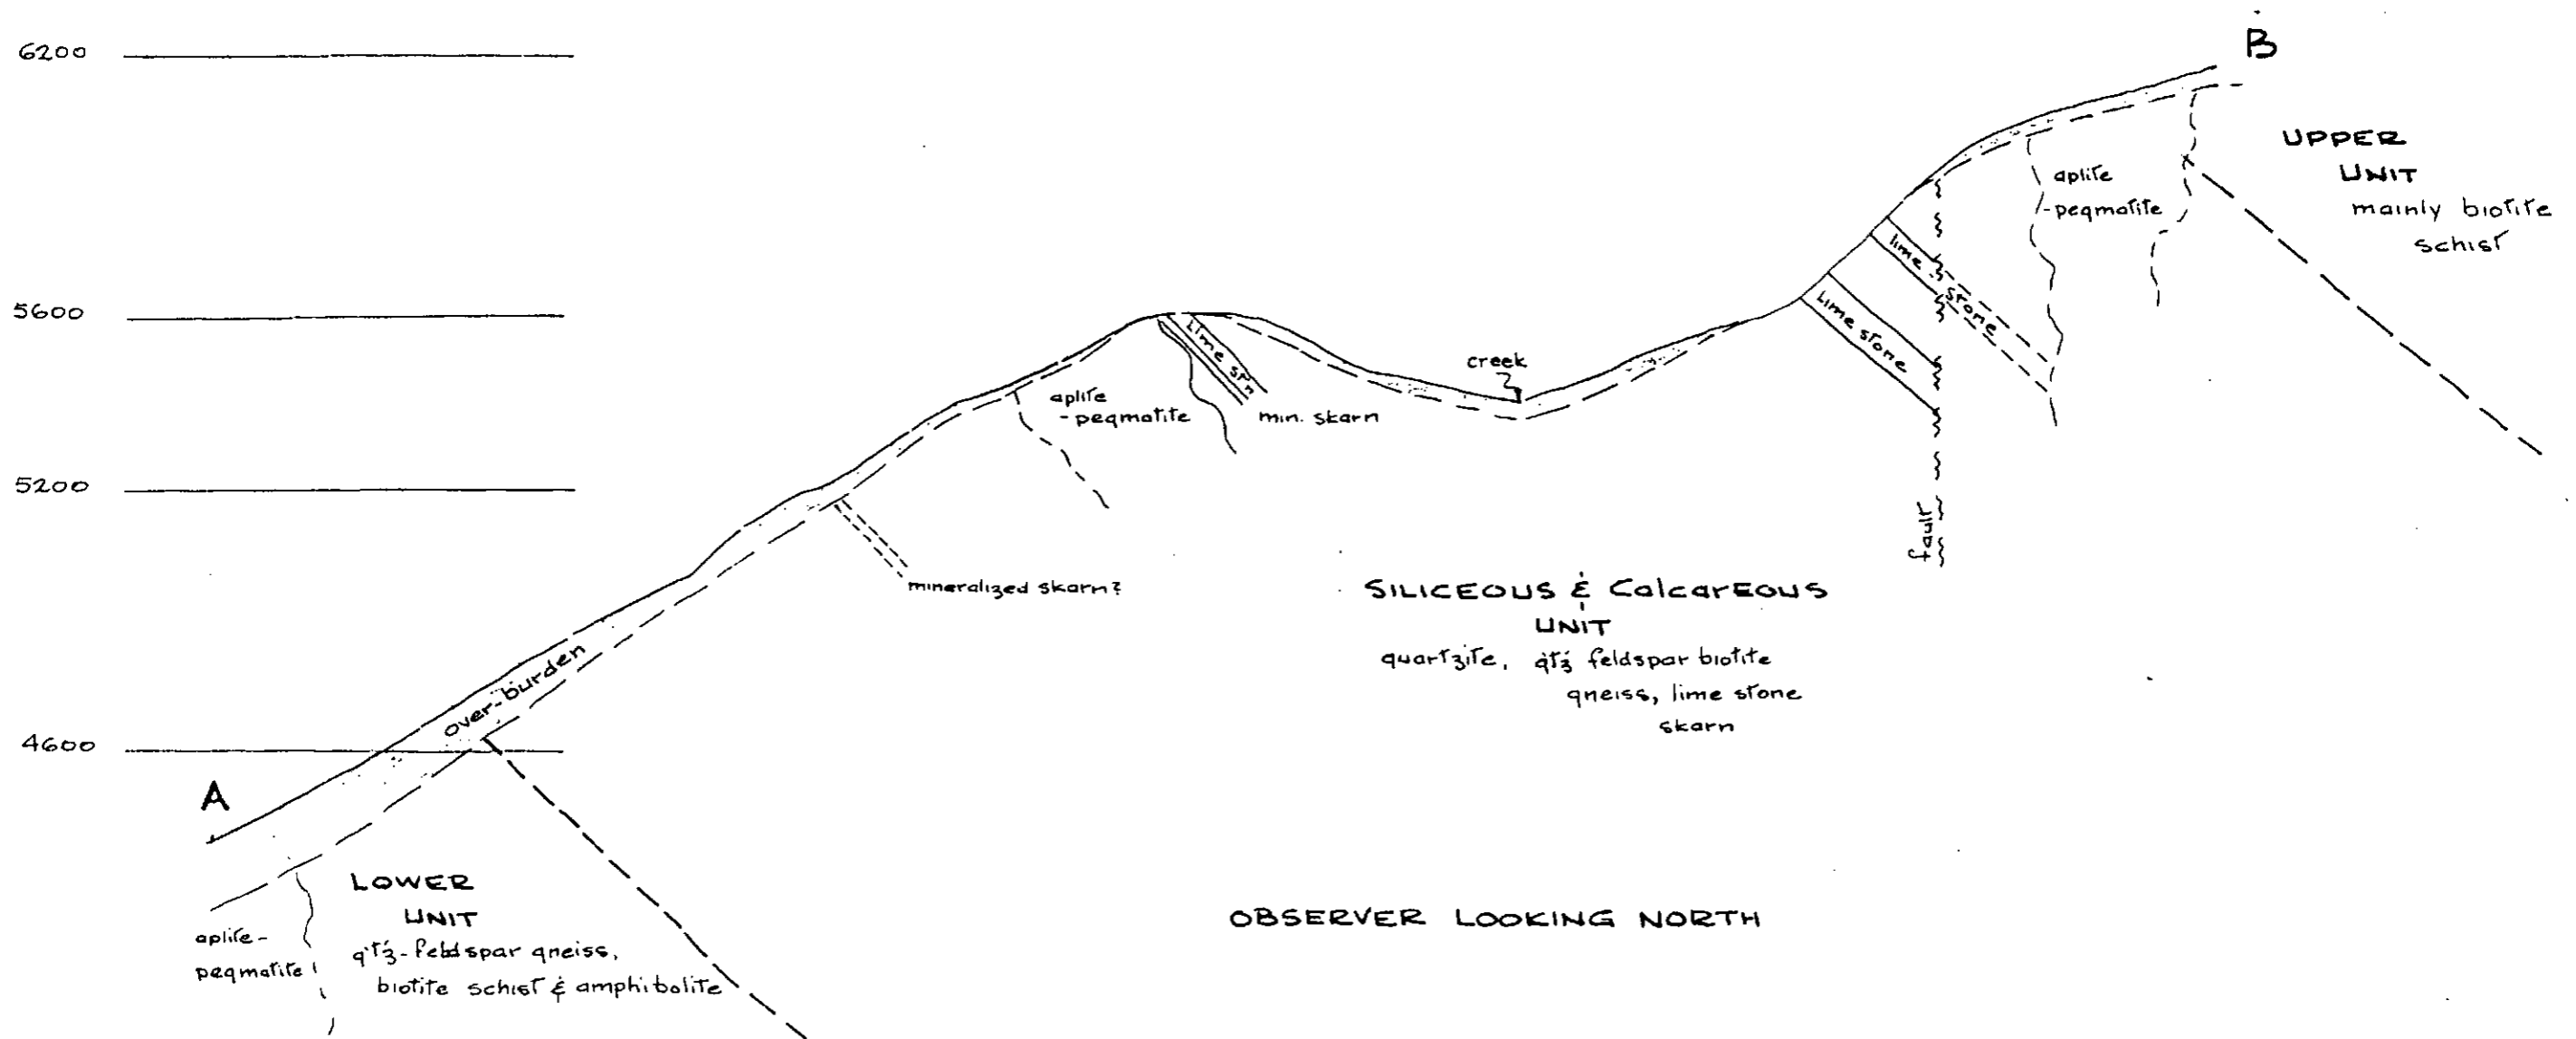 6200
B
UPPER
UNIT
mainly biotite
schist
aplite
-pegmatite
lime stone
5600
Lime stn
Lime stone
creek
aplite
-pegmatite
min. skarn
5200
fault
mineralized skarn?
SILICEOUS & CalcarEOUS
UNIT
quartzite, qtz feldspar biotite
gneiss, lime stone
skarn
over-burden
4600
A
LOWER
UNIT
qtz-feldspar gneiss,
biotite schist & amphibolite
aplite-
pegmatite
OBSERVER LOOKING NORTH